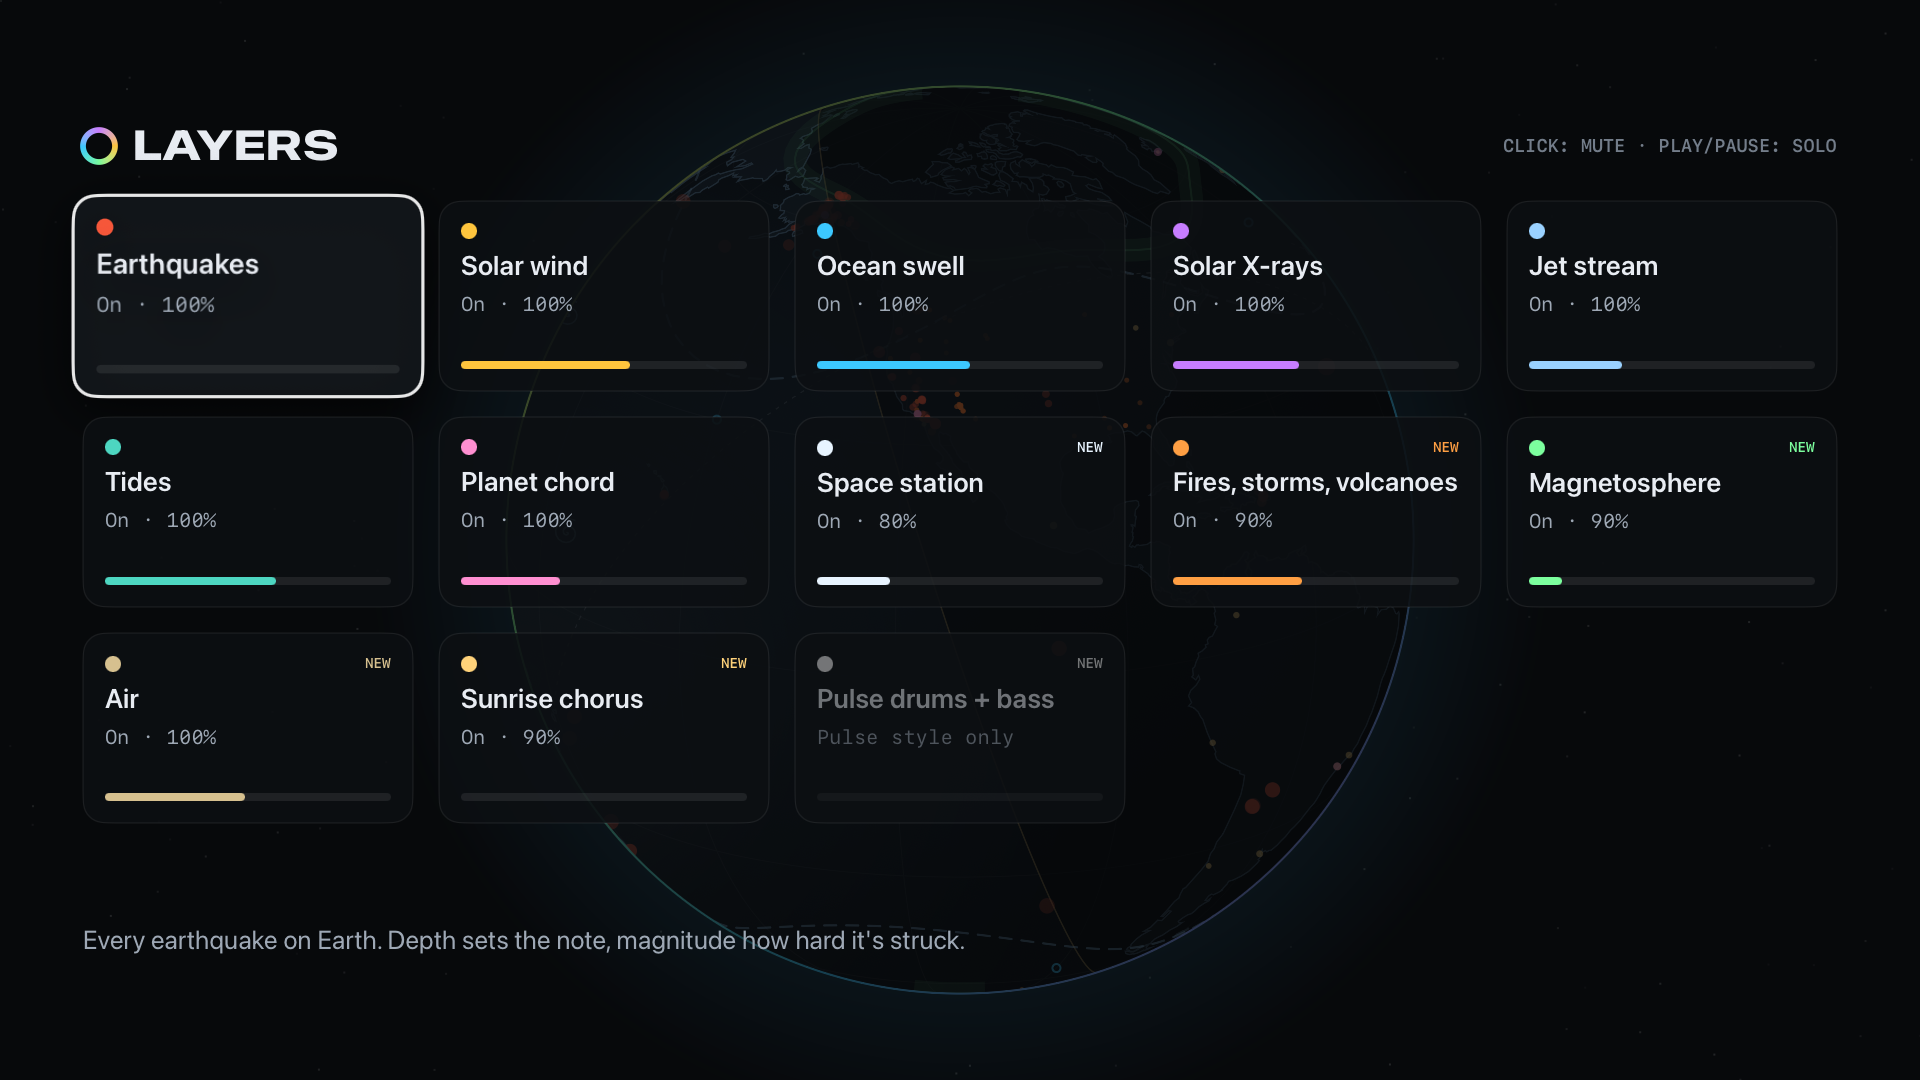 LAYERS
CLICK: MUTE · PLAY/PAUSE: SOLO
Earthquakes
On · 100%
Solar wind
On · 100%
Ocean swell
On · 100%
Solar X-rays
On · 100%
Jet stream
On · 100%
Tides
On · 100%
Planet chord
On · 100%
NEW
Space station
On · 80%
NEW
Fires, storms, volcanoes
On · 90%
NEW
Magnetosphere
On · 90%
NEW
Air
On · 100%
NEW
Sunrise chorus
On · 90%
NEW
Pulse drums + bass
Pulse style only
Every earthquake on Earth. Depth sets the note, magnitude how hard it's struck.